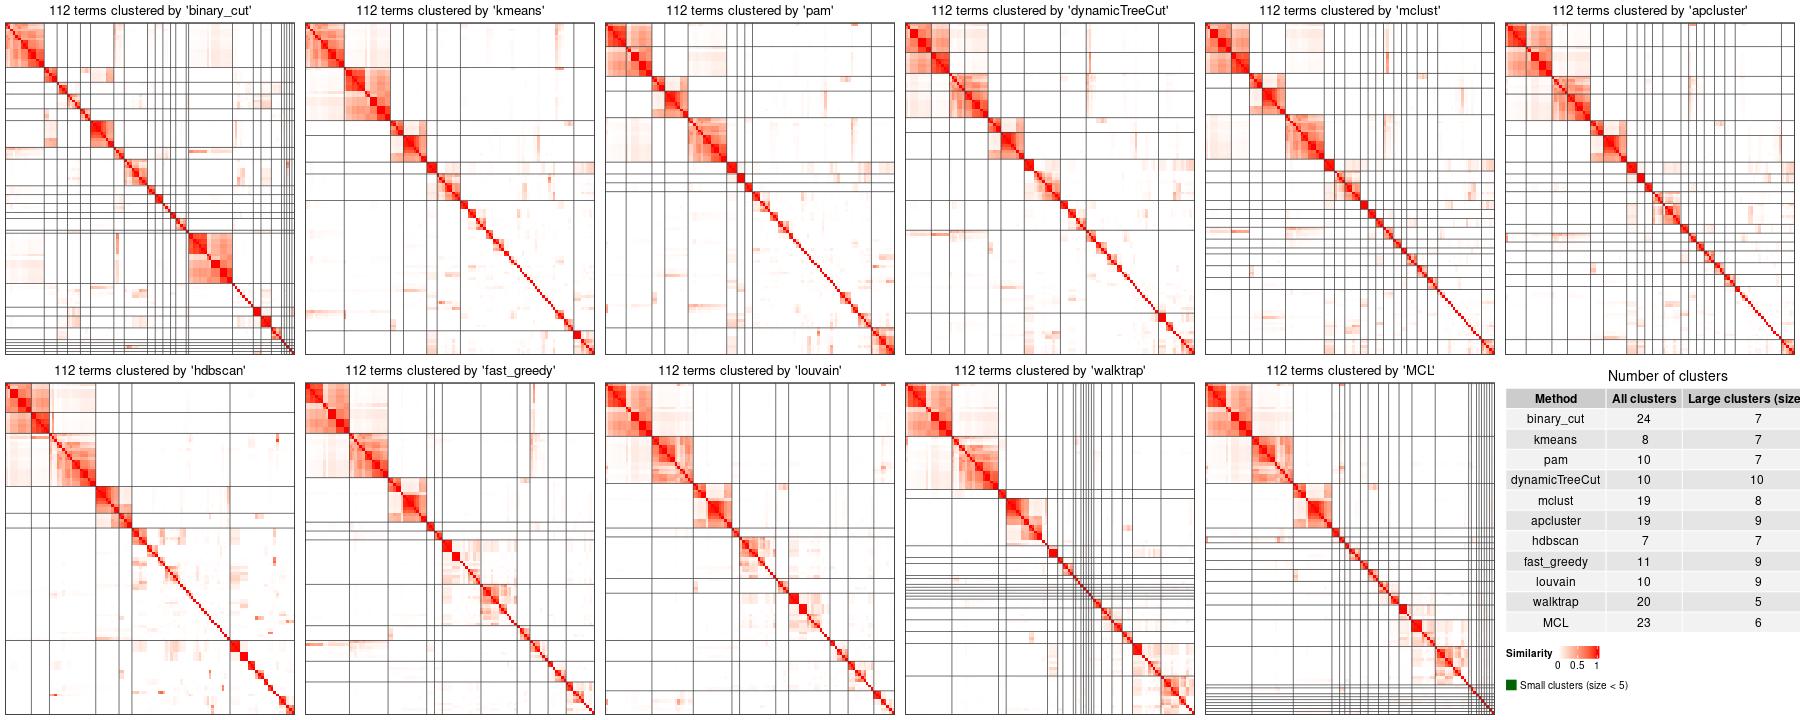 112 terms clustered by 'binary_cut'
112 terms clustered by 'kmeans'
112 terms clustered by 'pam'
112 terms clustered by 'dynamicTreeCut'
112 terms clustered by 'mclust'
112 terms clustered by 'apcluster'
112 terms clustered by 'hdbscan'
112 terms clustered by 'fast_greedy'
112 terms clustered by 'louvain'
112 terms clustered by 'walktrap'
112 terms clustered by 'MCL'
Number of clusters
Method All clusters Large clusters (size
binary_cut 24 7
kmeans 8 7
pam 10 7
dynamicTreeCut 10 10
mclust 19 8
apcluster 19 9
hdbscan 7 7
fast_greedy 11 9
louvain 10 9
walktrap 20 5
MCL 23 6
Similarity
0 0.5 1
Small clusters (size < 5)